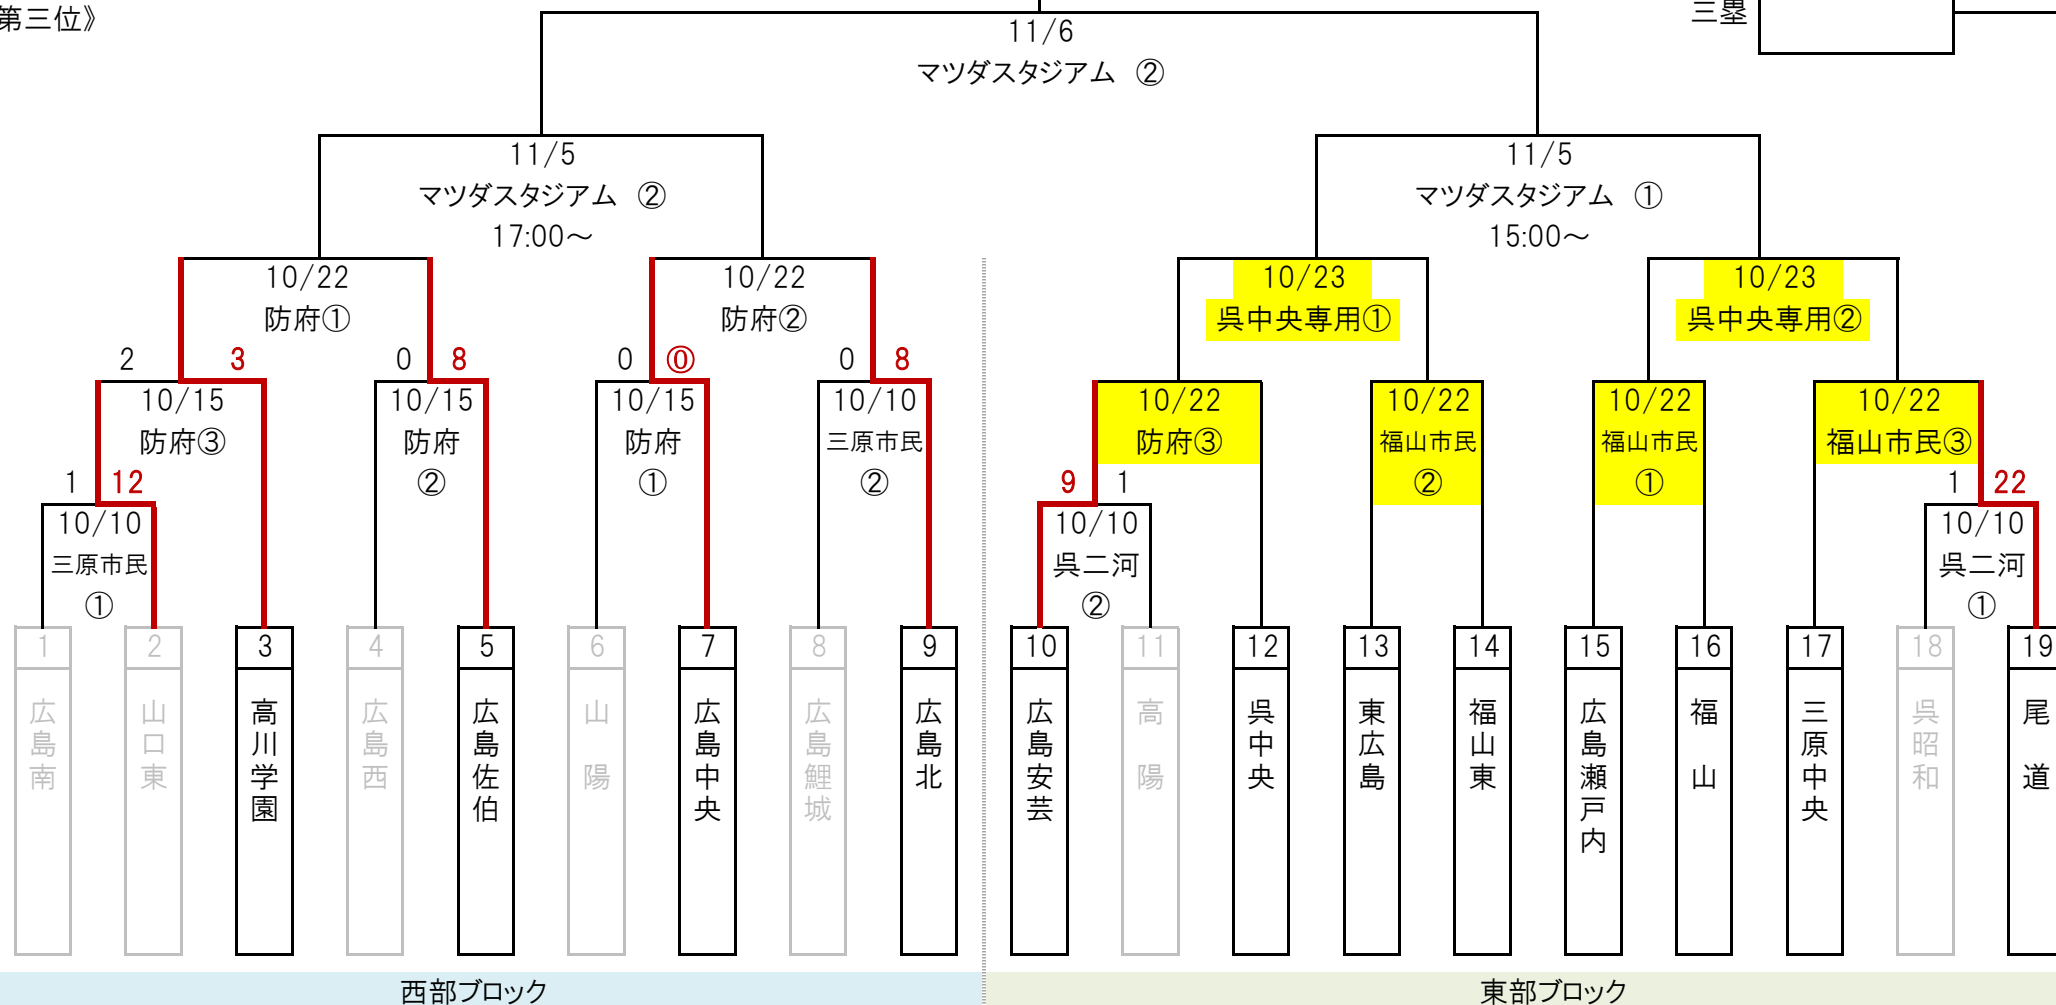 第三位》
三塁
11/6
マツダスタジアム ②
11/5
マツダスタジアム ②
17:00～
11/5
マツダスタジアム ①
15:00～
10/22
防府①
10/22
防府②
10/23
呉中央専用①
10/23
呉中央専用②
2 3
0 8
0 ⓪
0 8
10/15
防府③
10/15
防府
②
10/15
防府
①
10/10
三原市民
②
10/22
防府③
10/22
福山市民
②
10/22
福山市民
①
10/22
福山市民③
1 12
9 1
1 22
10/10
三原市民
①
10/10
呉二河
②
10/10
呉二河
①
1 2 3 4 5 6 7 8 9 10 11 12 13 14 15 16 17 18 19
広島南
山口東
高川学園
広島西
広島佐伯
山陽
広島中央
広島鯉城
広島北
広島安芸
高陽
呉中央
東広島
福山東
広島瀬戸内
福山
三原中央
呉昭和
尾道
西部ブロック
東部ブロック